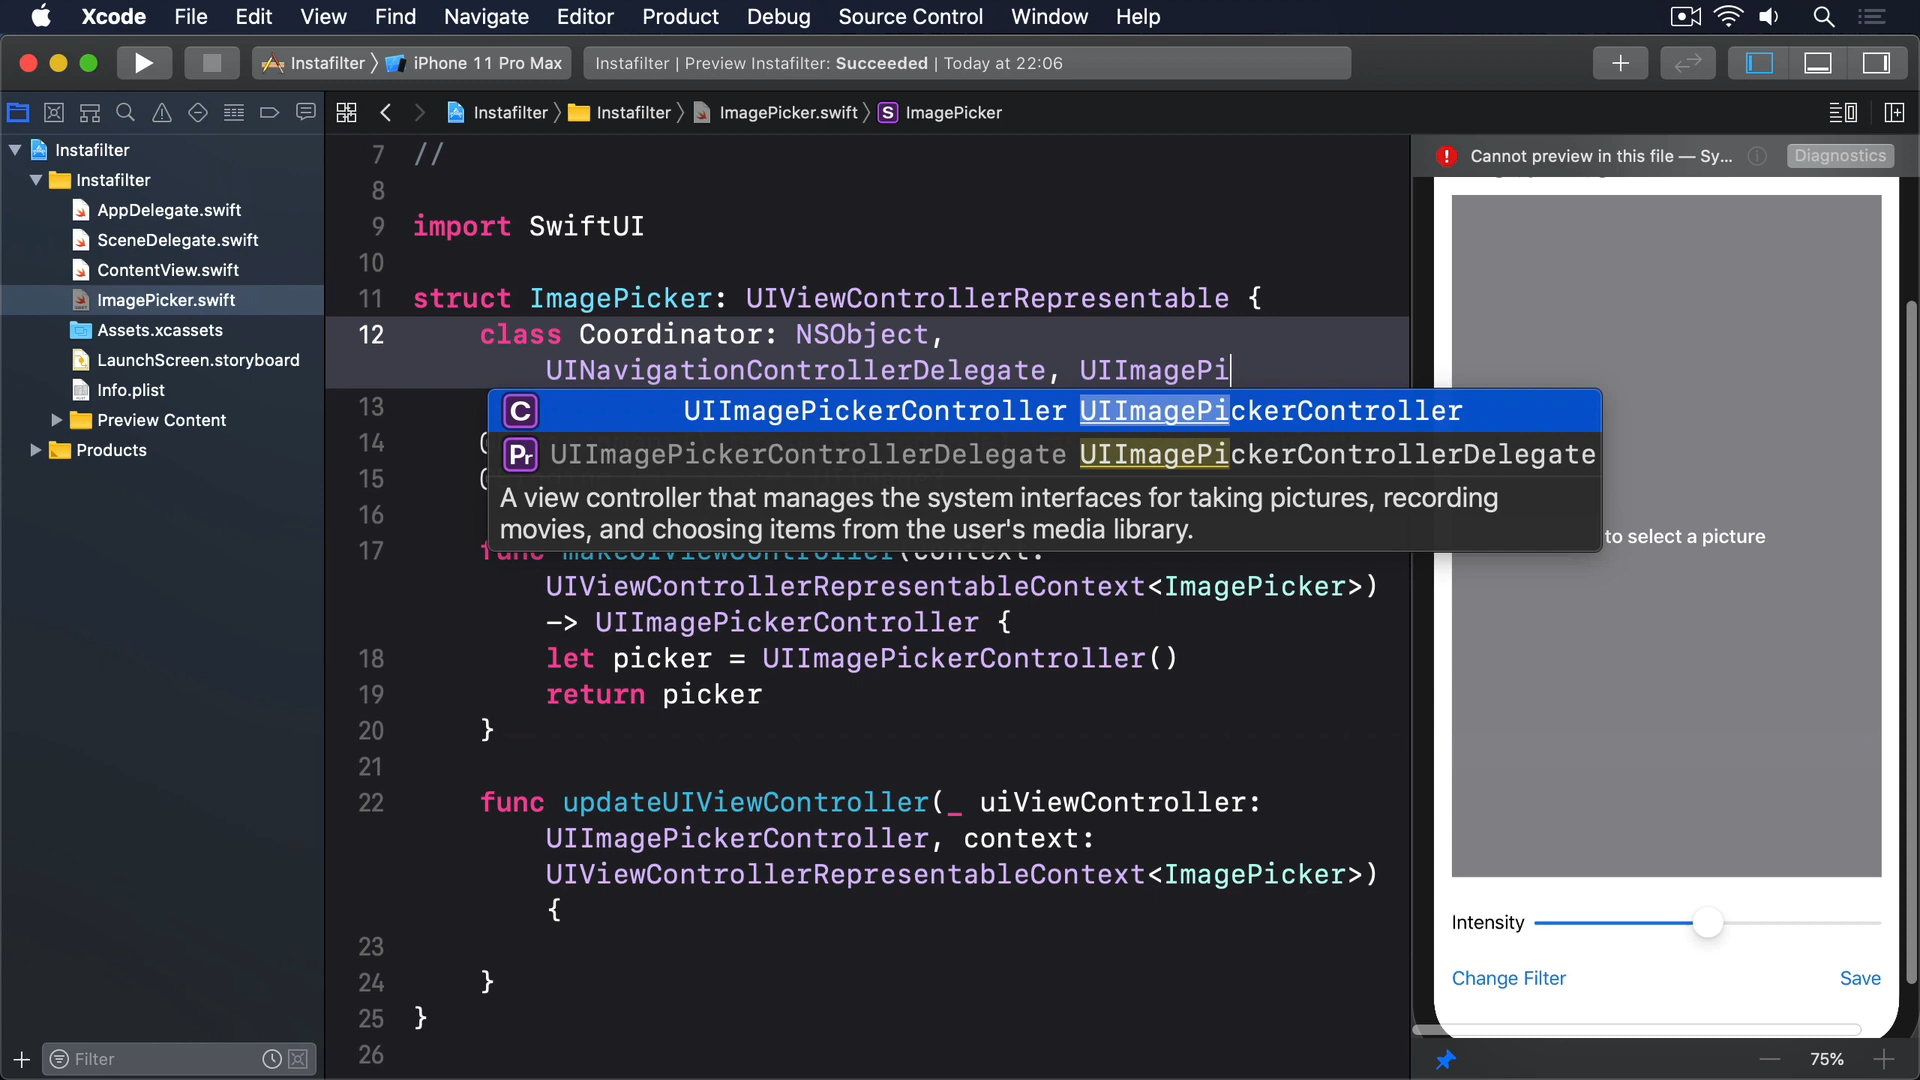 Xcode File Edit View Find Navigate Editor Product Debug Source Control Window Help
Instafilter iPhone 11 Pro Max
Instafilter | Preview Instafilter: Succeeded | Today at 22:06
Instafilter Instafilter ImagePicker.swift S ImagePicker
Instafilter
Instafilter
AppDelegate.swift
SceneDelegate.swift
ContentView.swift
ImagePicker.swift
Assets.xcassets
LaunchScreen.storyboard
Info.plist
Preview Content
Products
Filter
7 //
8
9 import SwiftUI
10
11 struct ImagePicker: UIViewControllerRepresentable {
12 class Coordinator: NSObject,
UINavigationControllerDelegate, UIImagePi
C UIImagePickerController UIImagePickerController
Pr UIImagePickerControllerDelegate UIImagePickerControllerDelegate
A view controller that manages the system interfaces for taking pictures, recording
movies, and choosing items from the user's media library.
13
14
15
16
17 func makeUIViewController(context:
UIViewControllerRepresentableContext<ImagePicker>)
-> UIImagePickerController {
18 let picker = UIImagePickerController()
19 return picker
20 }
21
22 func updateUIViewController(_ uiViewController:
UIImagePickerController, context:
UIViewControllerRepresentableContext<ImagePicker>)
{
23
24 }
25 }
26
Cannot preview in this file — Sy...
Diagnostics
to select a picture
Intensity
Change Filter Save
75%